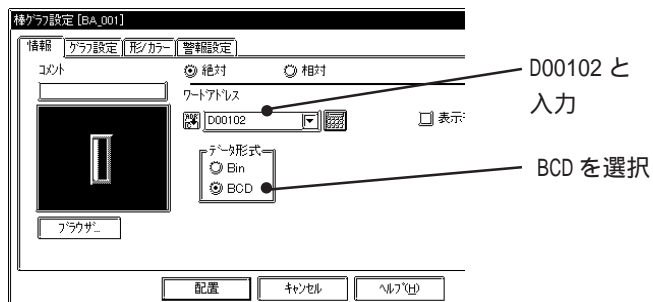 棒グラフ設定 [BA_001]
情報 グラフ設定 形/カラー 警報設定
コメント
絶対 相対
ワードアドレス
D00102
表示
データ形式
Bin
BCD
ブラウザ_
配置 キャンセル ヘルプ(H)
D00102 と
入力
BCD を選択